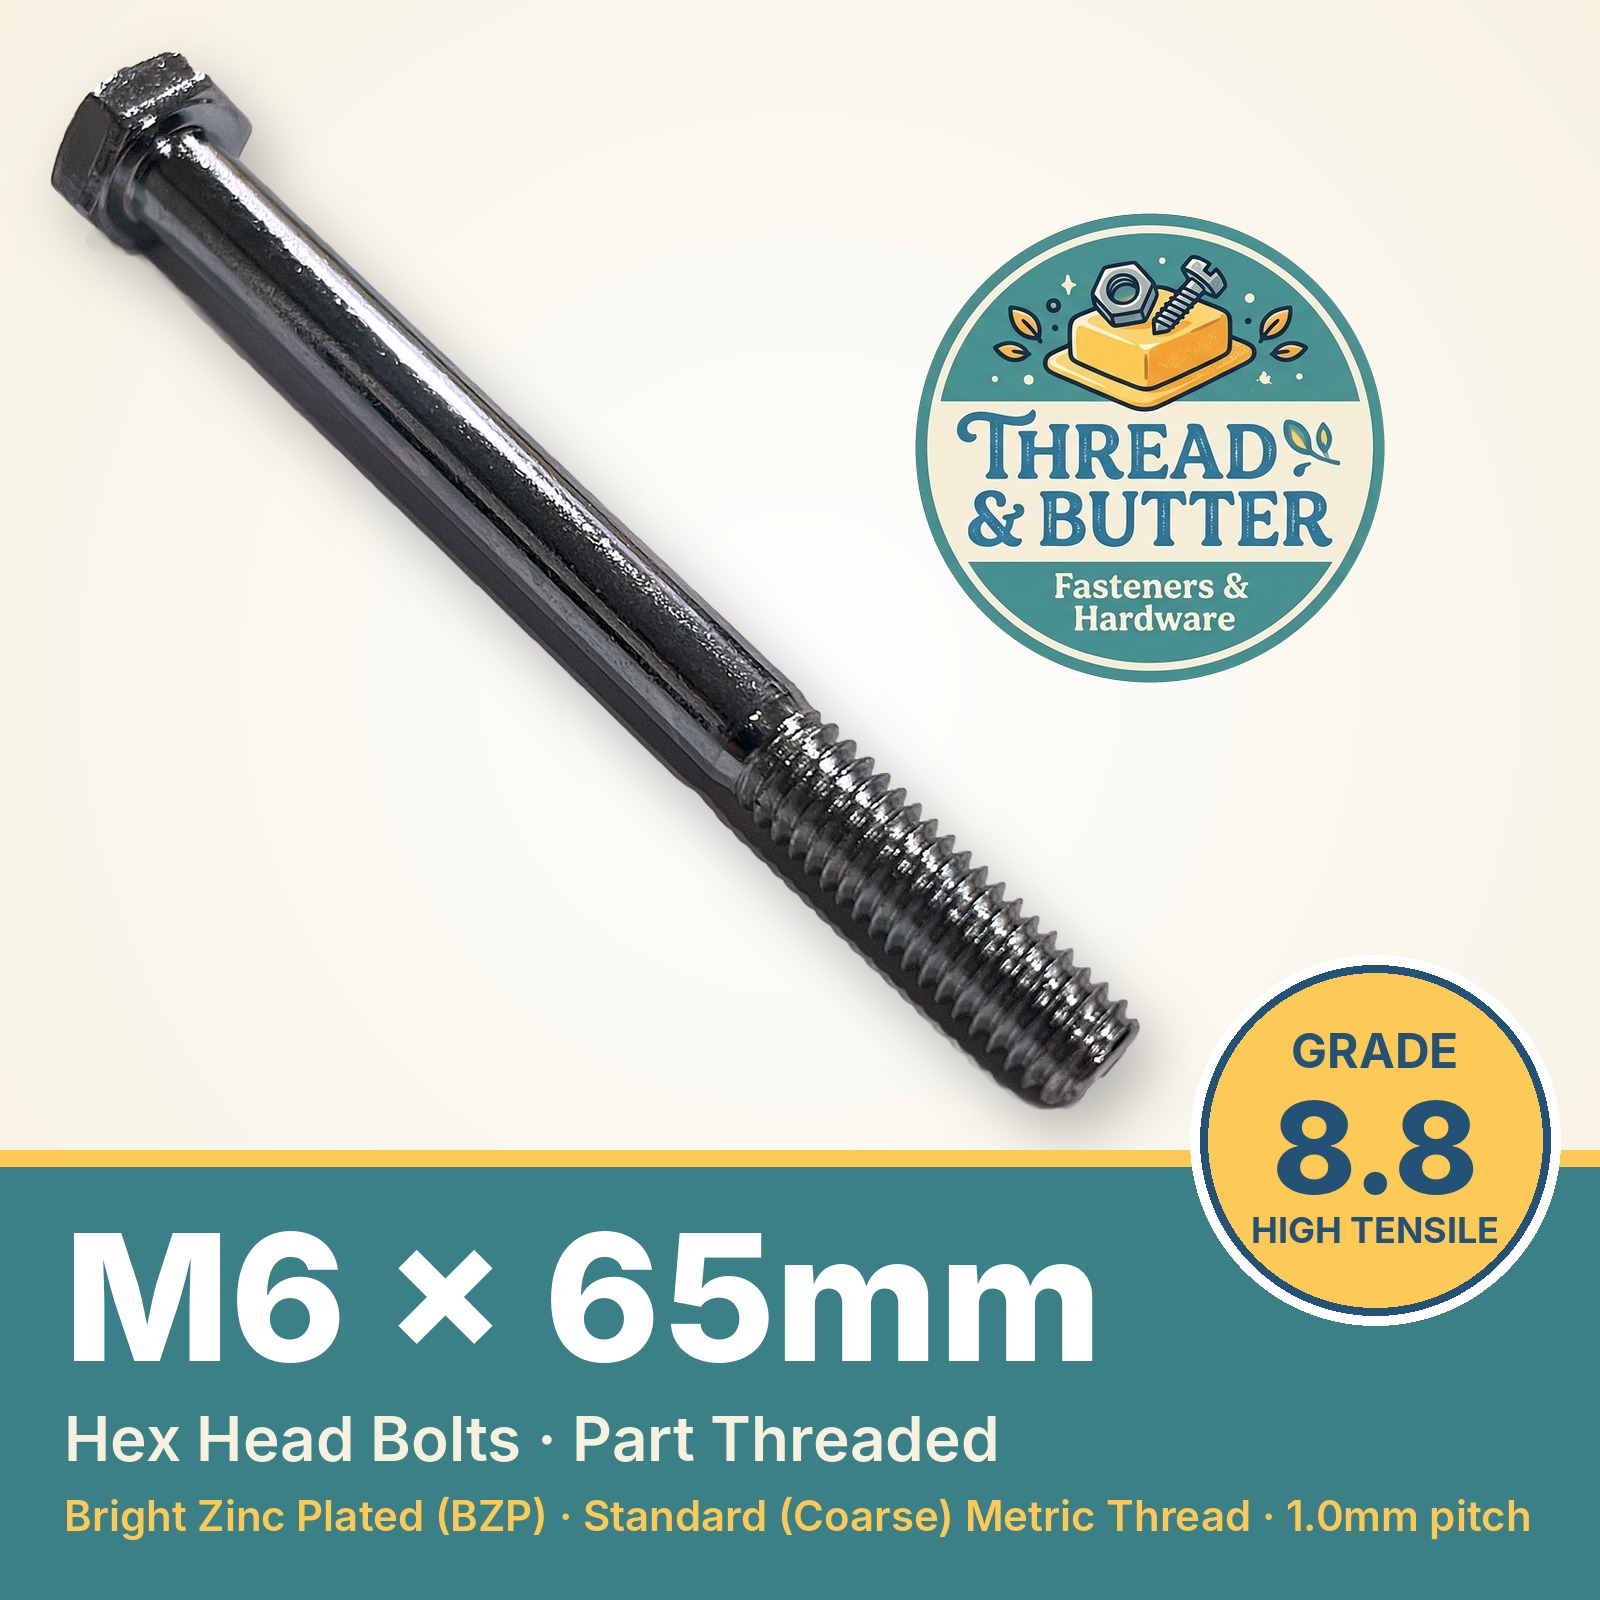 THREAD
& BUTTER
Fasteners &
Hardware
GRADE
8.8
HIGH TENSILE
M6 × 65mm
Hex Head Bolts · Part Threaded
Bright Zinc Plated (BZP) · Standard (Coarse) Metric Thread · 1.0mm pitch